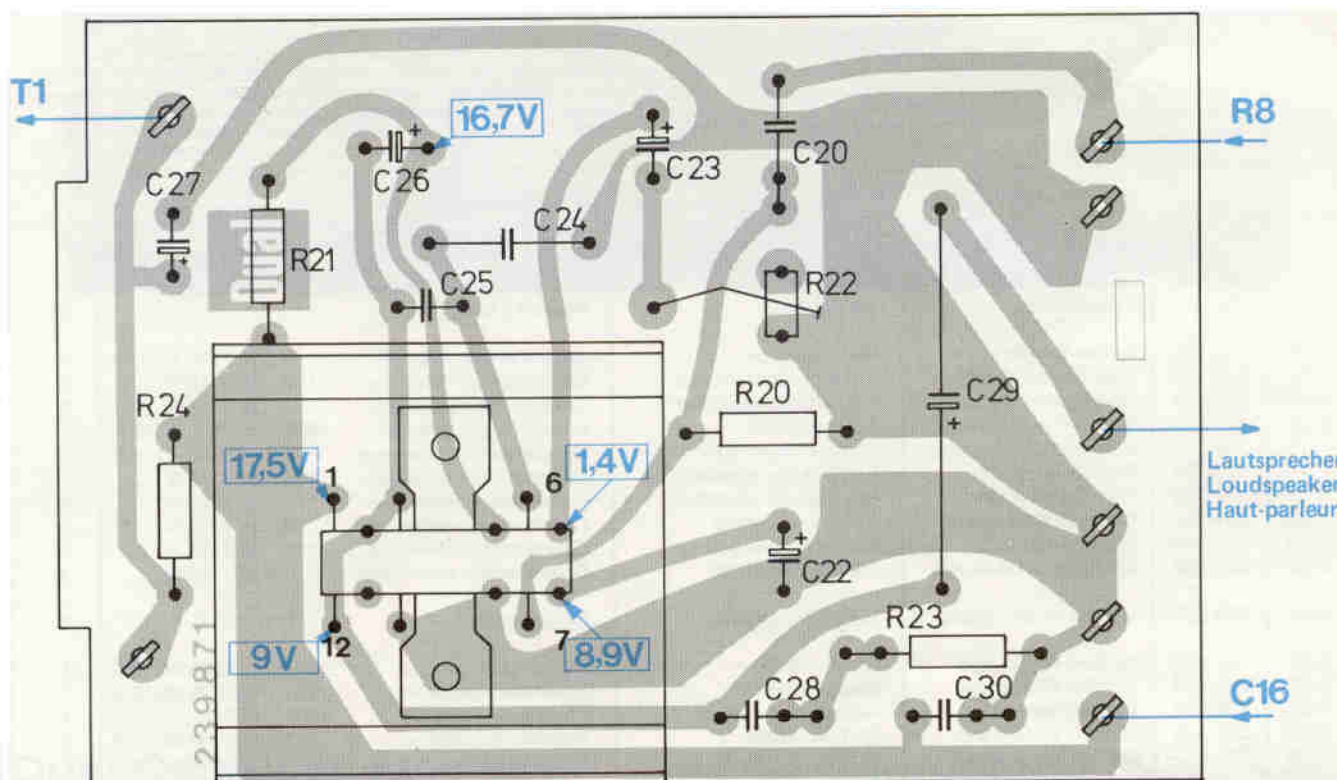 T1
16,7V
R8
C27
C26
C23
C20
C24
R21
C25
R22
R24
R20
C29
17,5V
1
6
1,4V
Lautsprecher
Loudspeaker
Haut-parleur
C22
9V
12
7
8,9V
R23
239871
C28
C30
C16